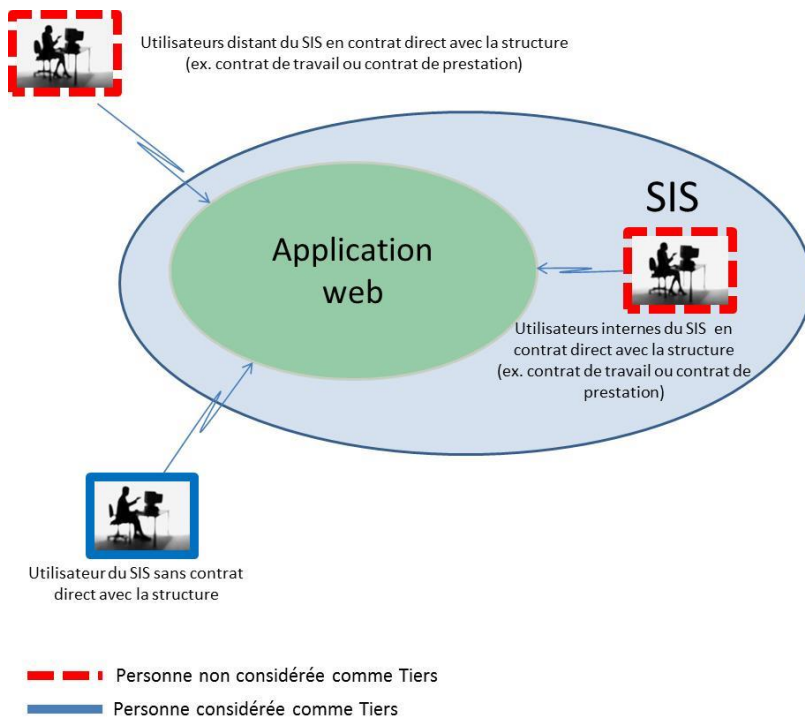 Utilisateurs distant du SIS en contrat direct avec la structure
(ex. contrat de travail ou contrat de prestation)
SIS
Application
web
Utilisateurs internes du SIS en
contrat direct avec la structure
(ex. contrat de travail ou contrat de
prestation)
Utilisateur du SIS sans contrat
direct avec la structure
Personne non considérée comme Tiers
Personne considérée comme Tiers